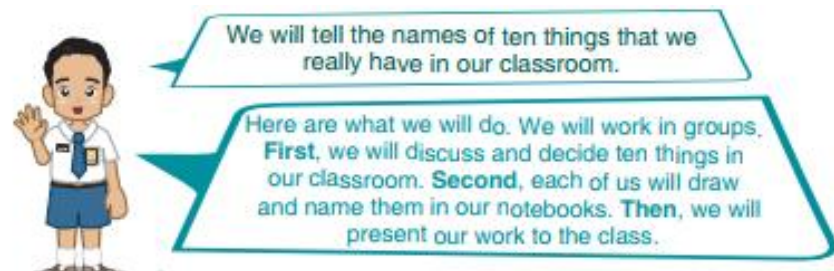 We will tell the names of ten things that we
really have in our classroom.
Here are what we will do. We will work in groups.
First, we will discuss and decide ten things in
our classroom. Second, each of us will draw
and name them in our notebooks. Then, we will
present our work to the class.